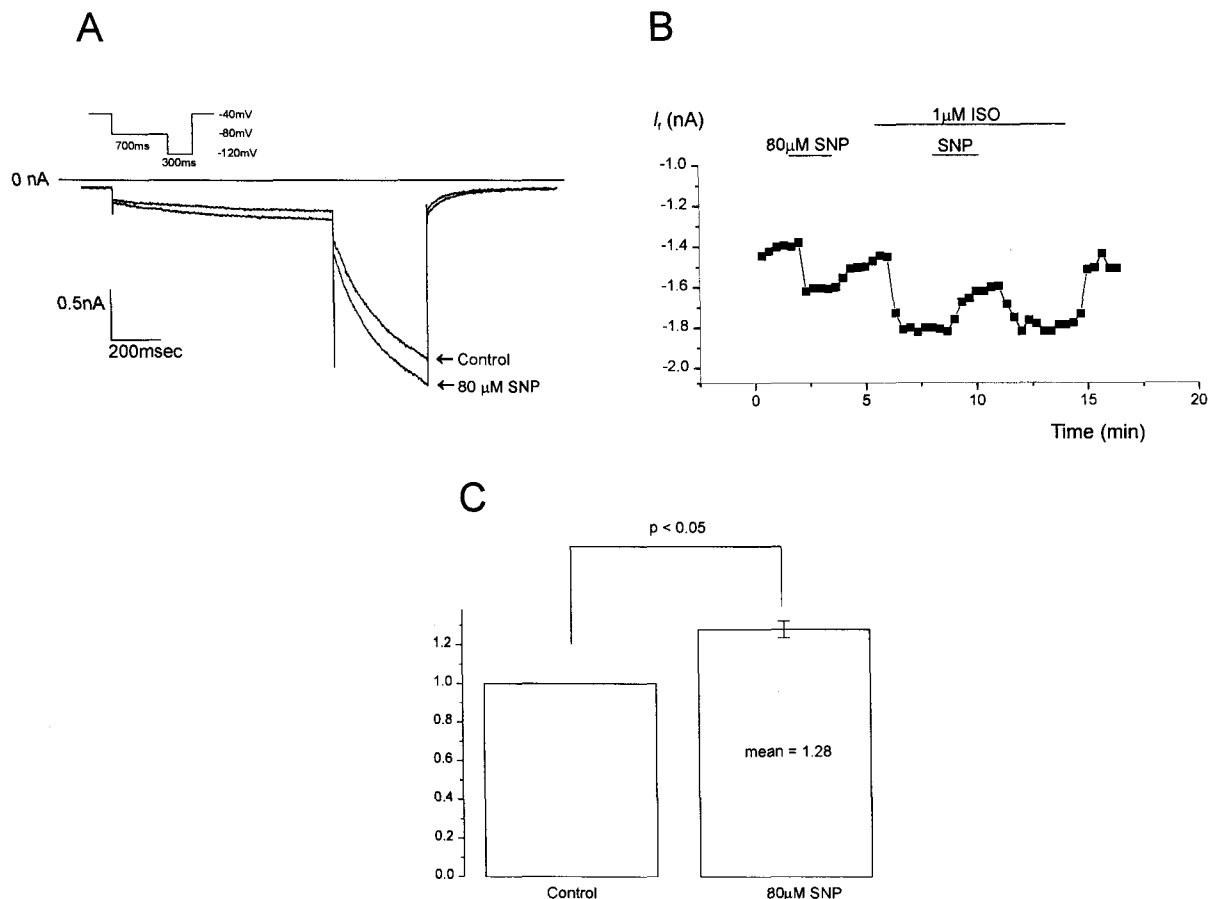 A
-40mV
-80mV
700ms
-120mV
300ms
0 nA
0.5nA
200msec
← Control
← 80 µM SNP
B
If (nA)
1µM ISO
80µM SNP
SNP
-1.0
-1.2
-1.4
-1.6
-1.8
-2.0
0
5
10
15
20
Time (min)
C
p < 0.05
1.2
1.0
0.8
0.6
0.4
0.2
0.0
mean = 1.28
Control
80µM SNP